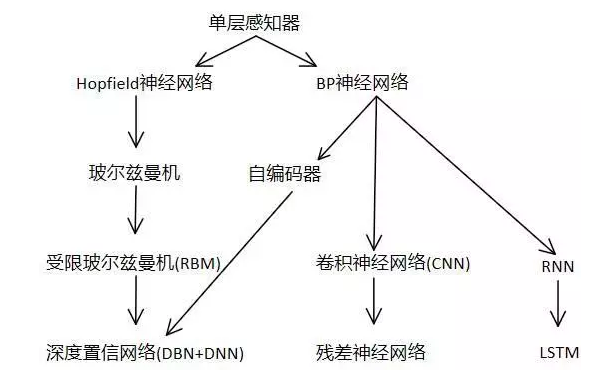 单层感知器
Hopfield神经网络
BP神经网络
玻尔兹曼机
自编码器
受限玻尔兹曼机(RBM)
卷积神经网络(CNN)
RNN
深度置信网络(DBN+DNN)
残差神经网络
LSTM